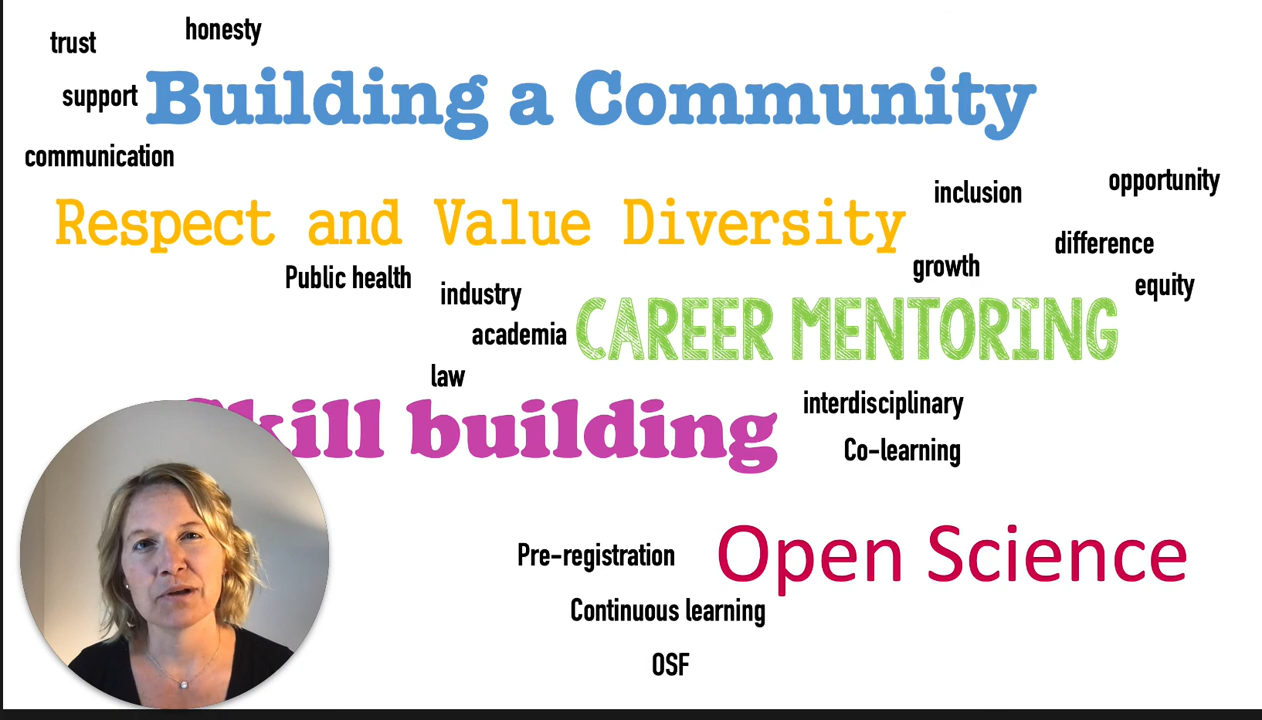 honesty
trust
support
Building a Community
communication
opportunity
inclusion
Respect and Value Diversity
difference
growth
equity
Public health
industry
academia
CAREER MENTORING
law
interdisciplinary
kill building
Co-learning
Pre-registration
Open Science
Continuous learning
OSF